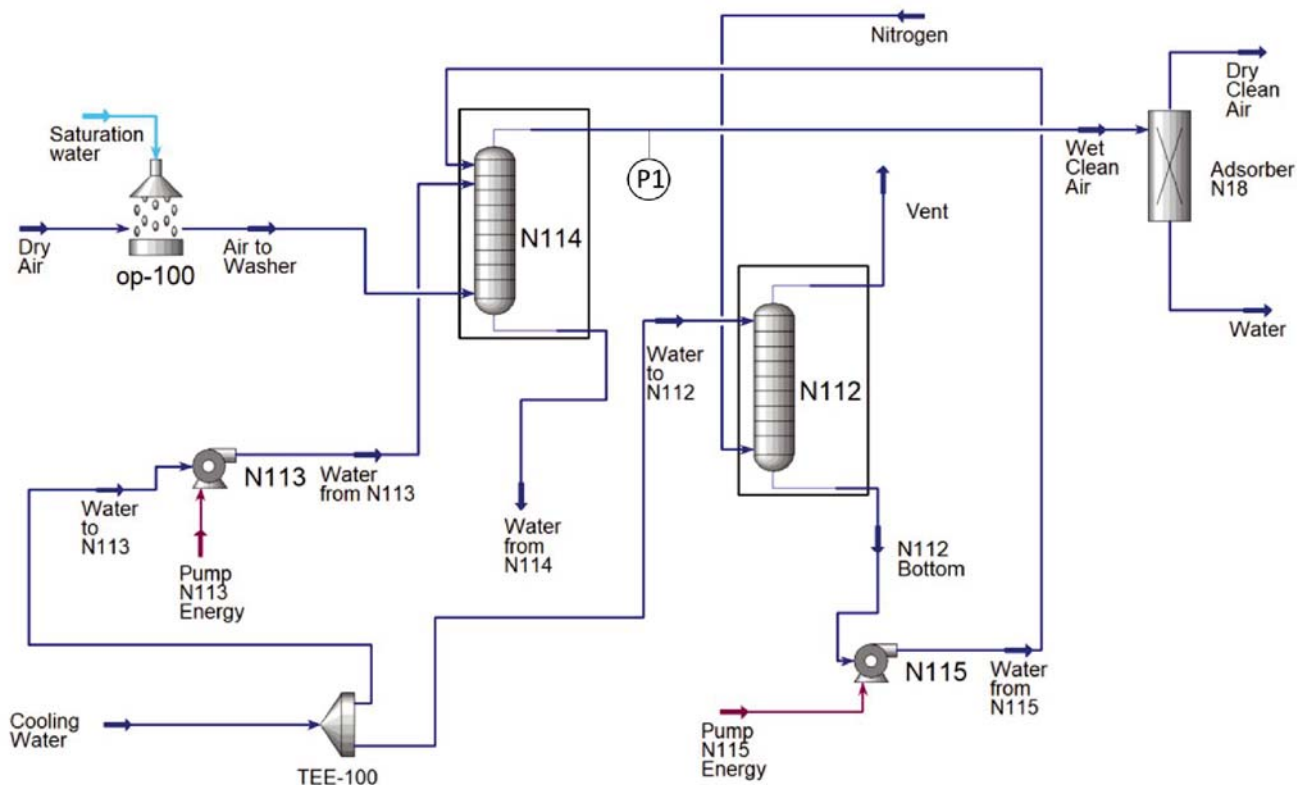 Nitrogen
Dry
Clean
Air
Saturation
water
P1
Wet
Clean
Air
Adsorber
N18
Vent
N114
Dry
Air
Air to
Washer
op-100
Water
to
N112
N112
Water
N113
Water
from N113
Water
to
N113
Water
from
N114
N112
Bottom
Pump
N113
Energy
N115
Water
from
N115
Cooling
Water
Pump
N115
Energy
TEE-100